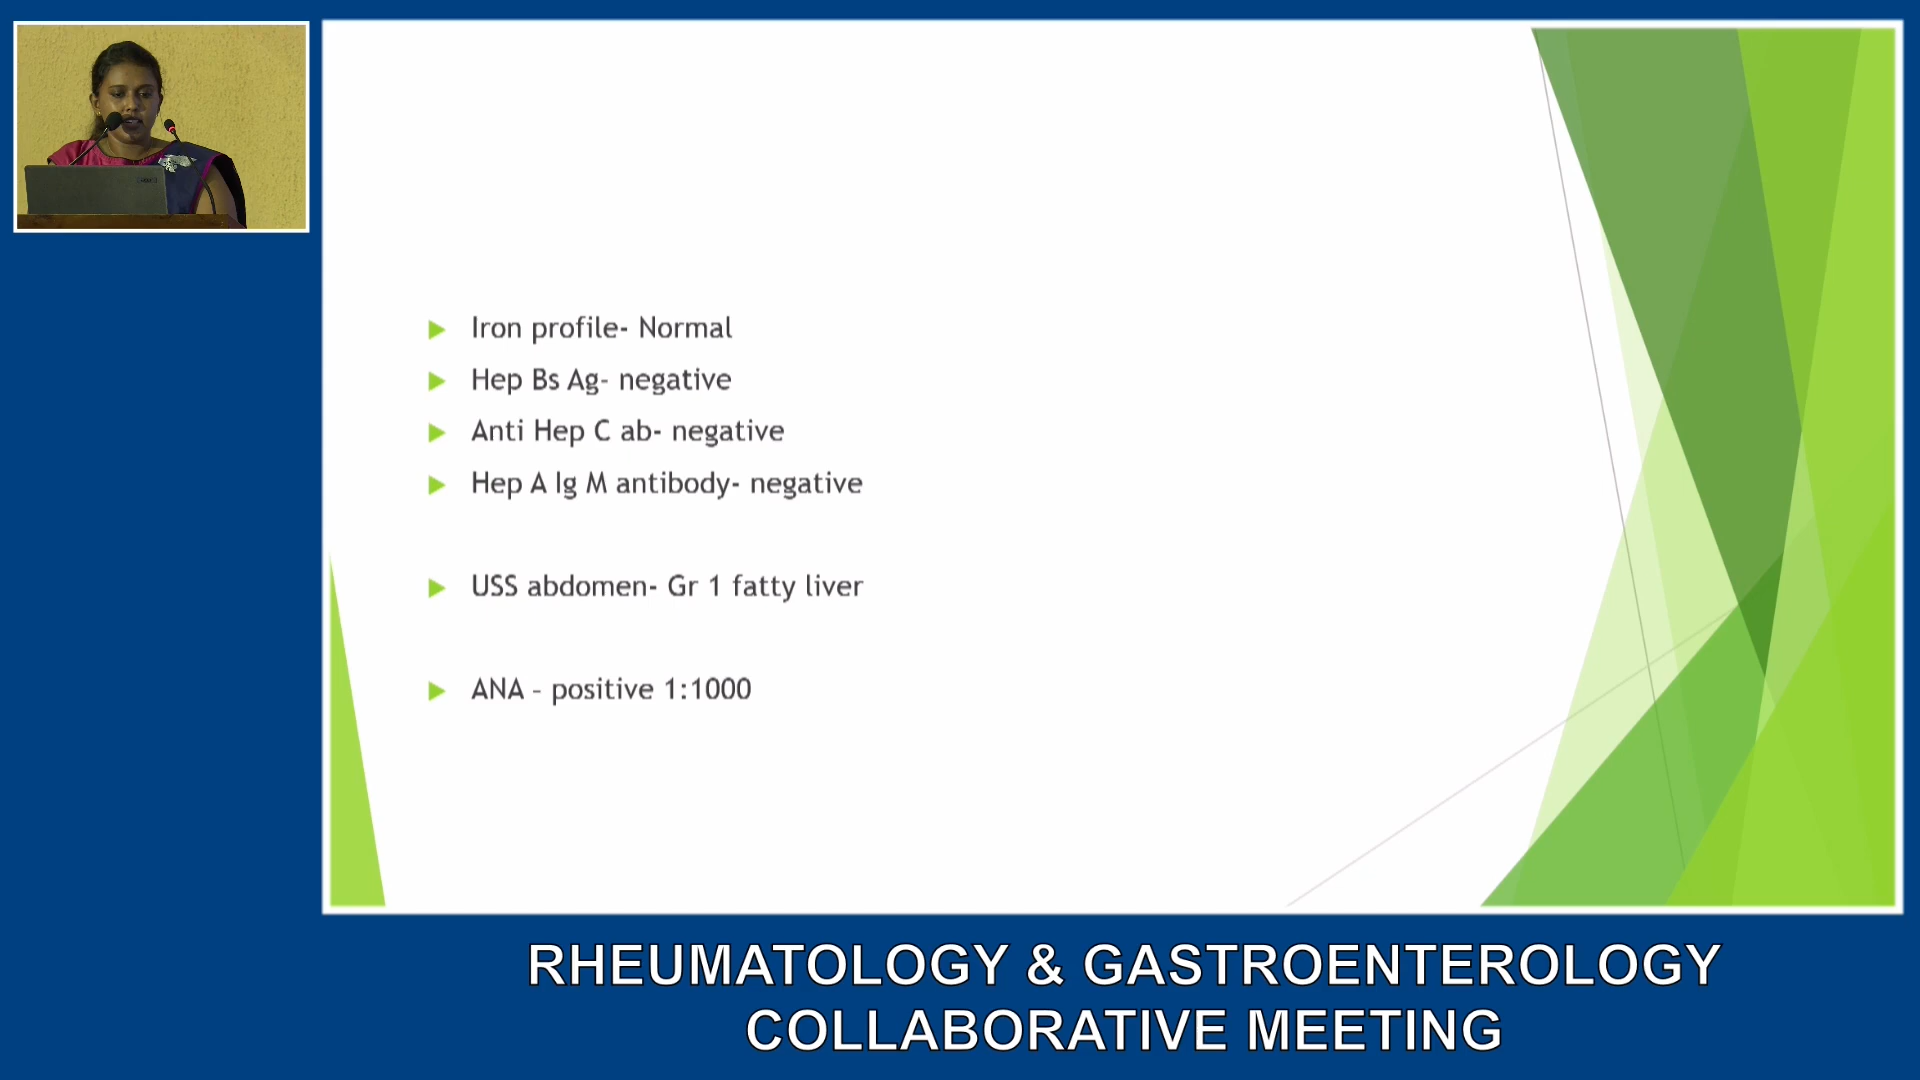 Iron profile- Normal
Hep Bs Ag- negative
Anti Hep C ab- negative
Hep A Ig M antibody- negative
USS abdomen- Gr 1 fatty liver
ANA – positive 1:1000
RHEUMATOLOGY & GASTROENTEROLOGY
COLLABORATIVE MEETING